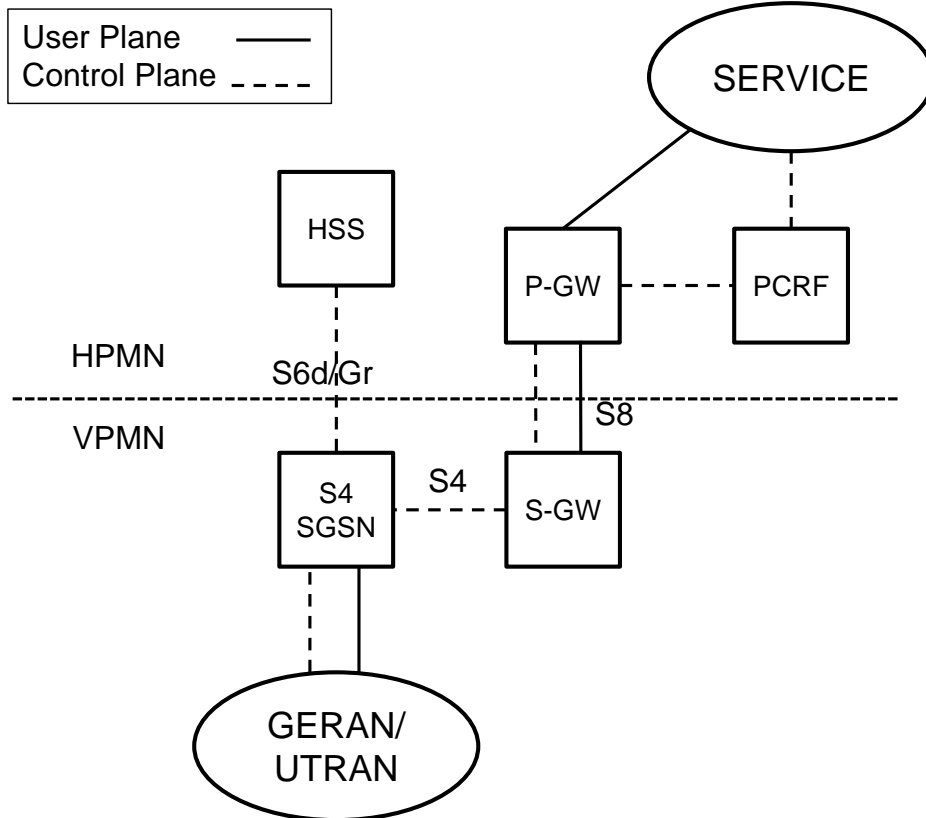 User Plane
Control Plane
SERVICE
HSS
P-GW
PCRF
HPMN
S6d/Gr
VPMN
S8
S4
SGSN
S4
S-GW
GERAN/
UTRAN